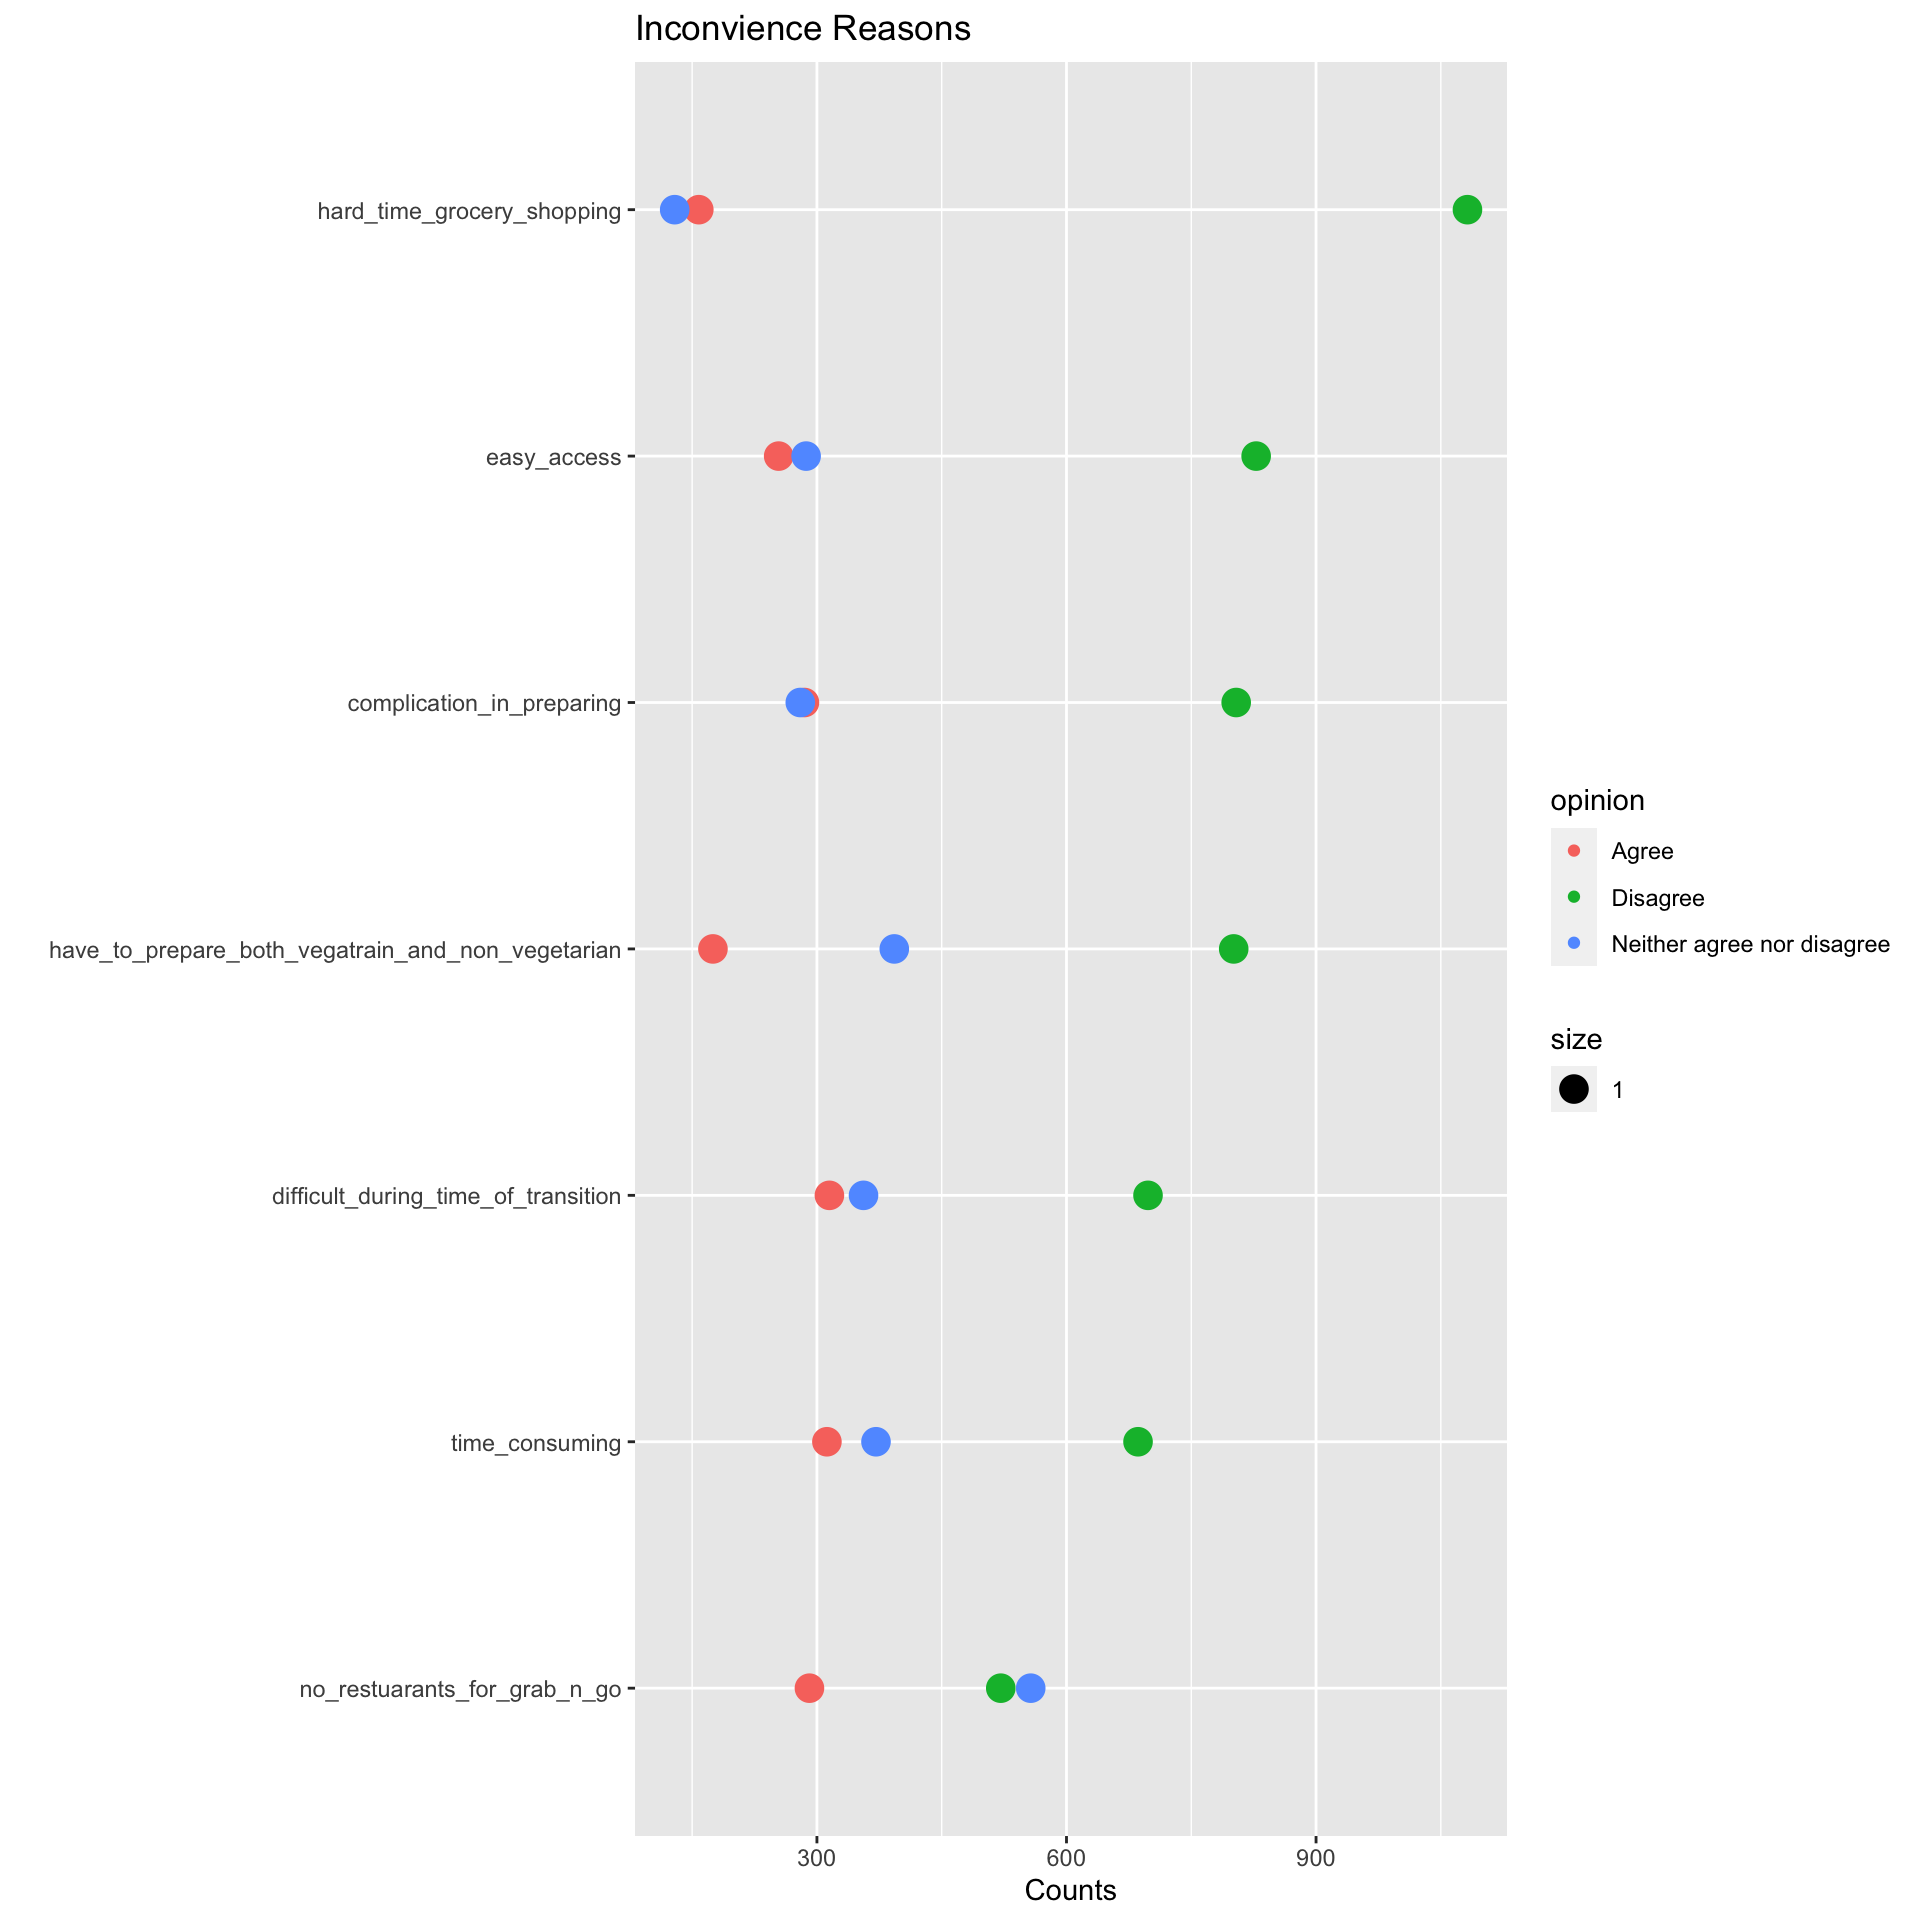 Inconvience Reasons
hard_time_grocery_shopping
easy_access
complication_in_preparing
have_to_prepare_both_vegatrain_and_non_vegetarian
difficult_during_time_of_transition
time_consuming
no_restuarants_for_grab_n_go
300 600 900
Counts
opinion
Agree
Disagree
Neither agree nor disagree
size
1